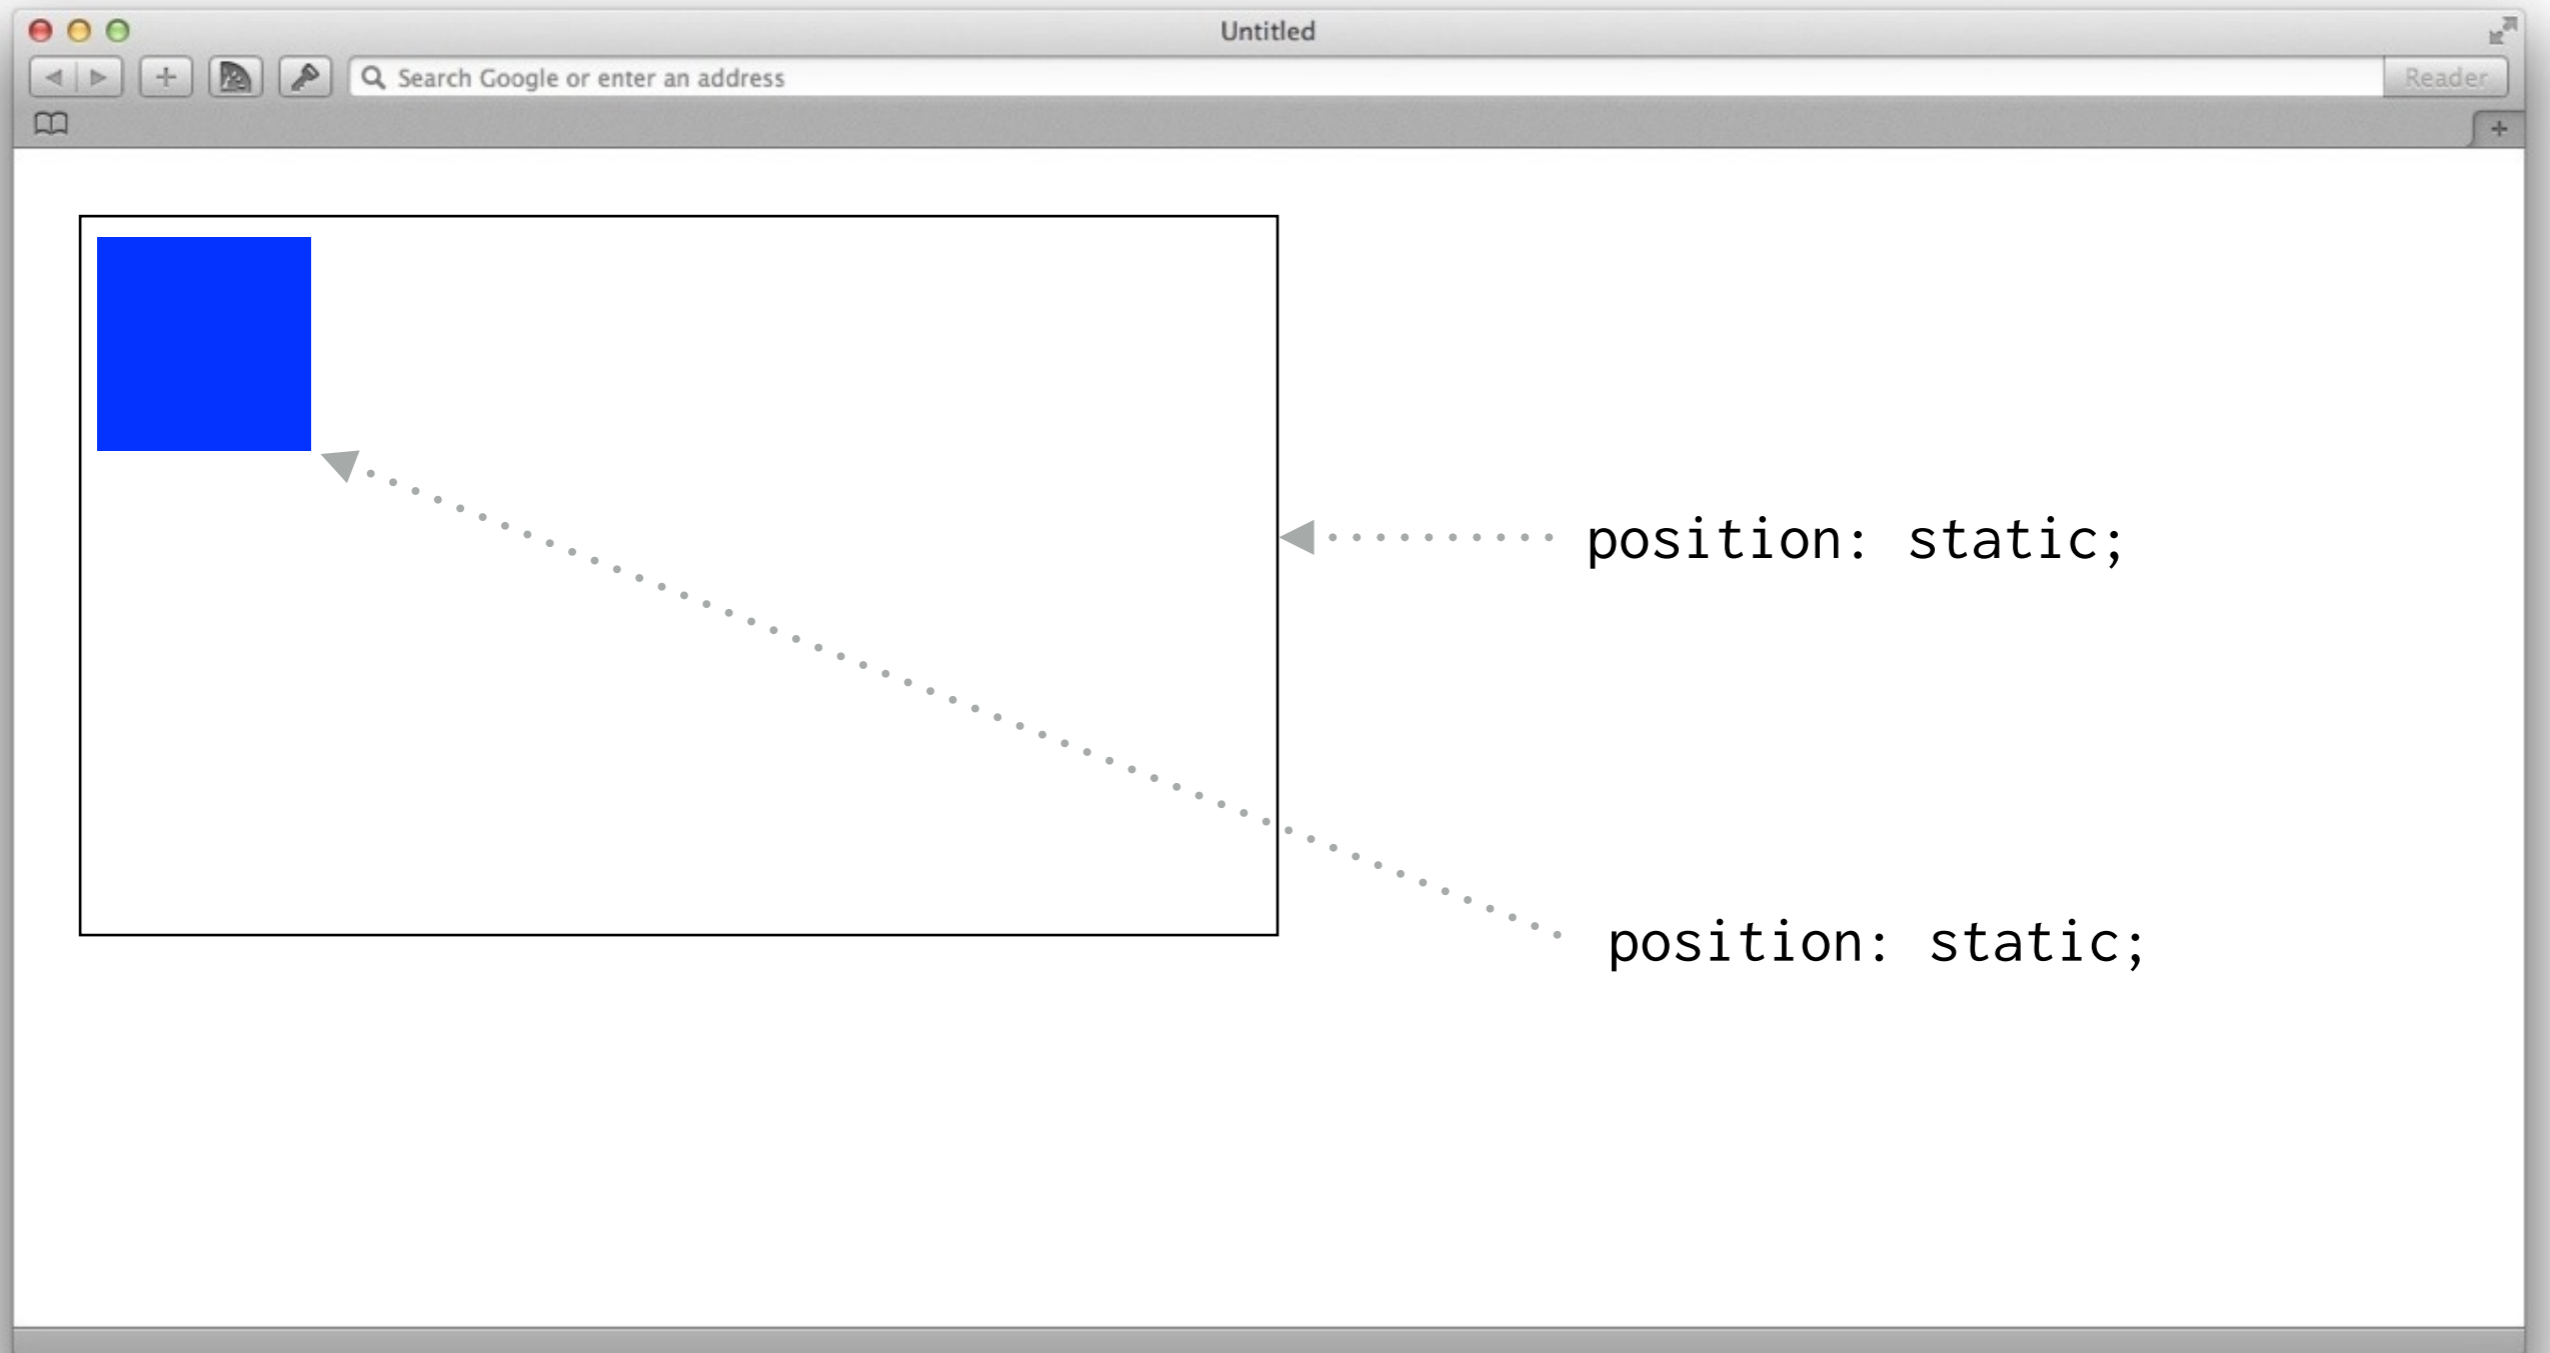 Untitled
Search Google or enter an address
Reader
position: static;
position: static;